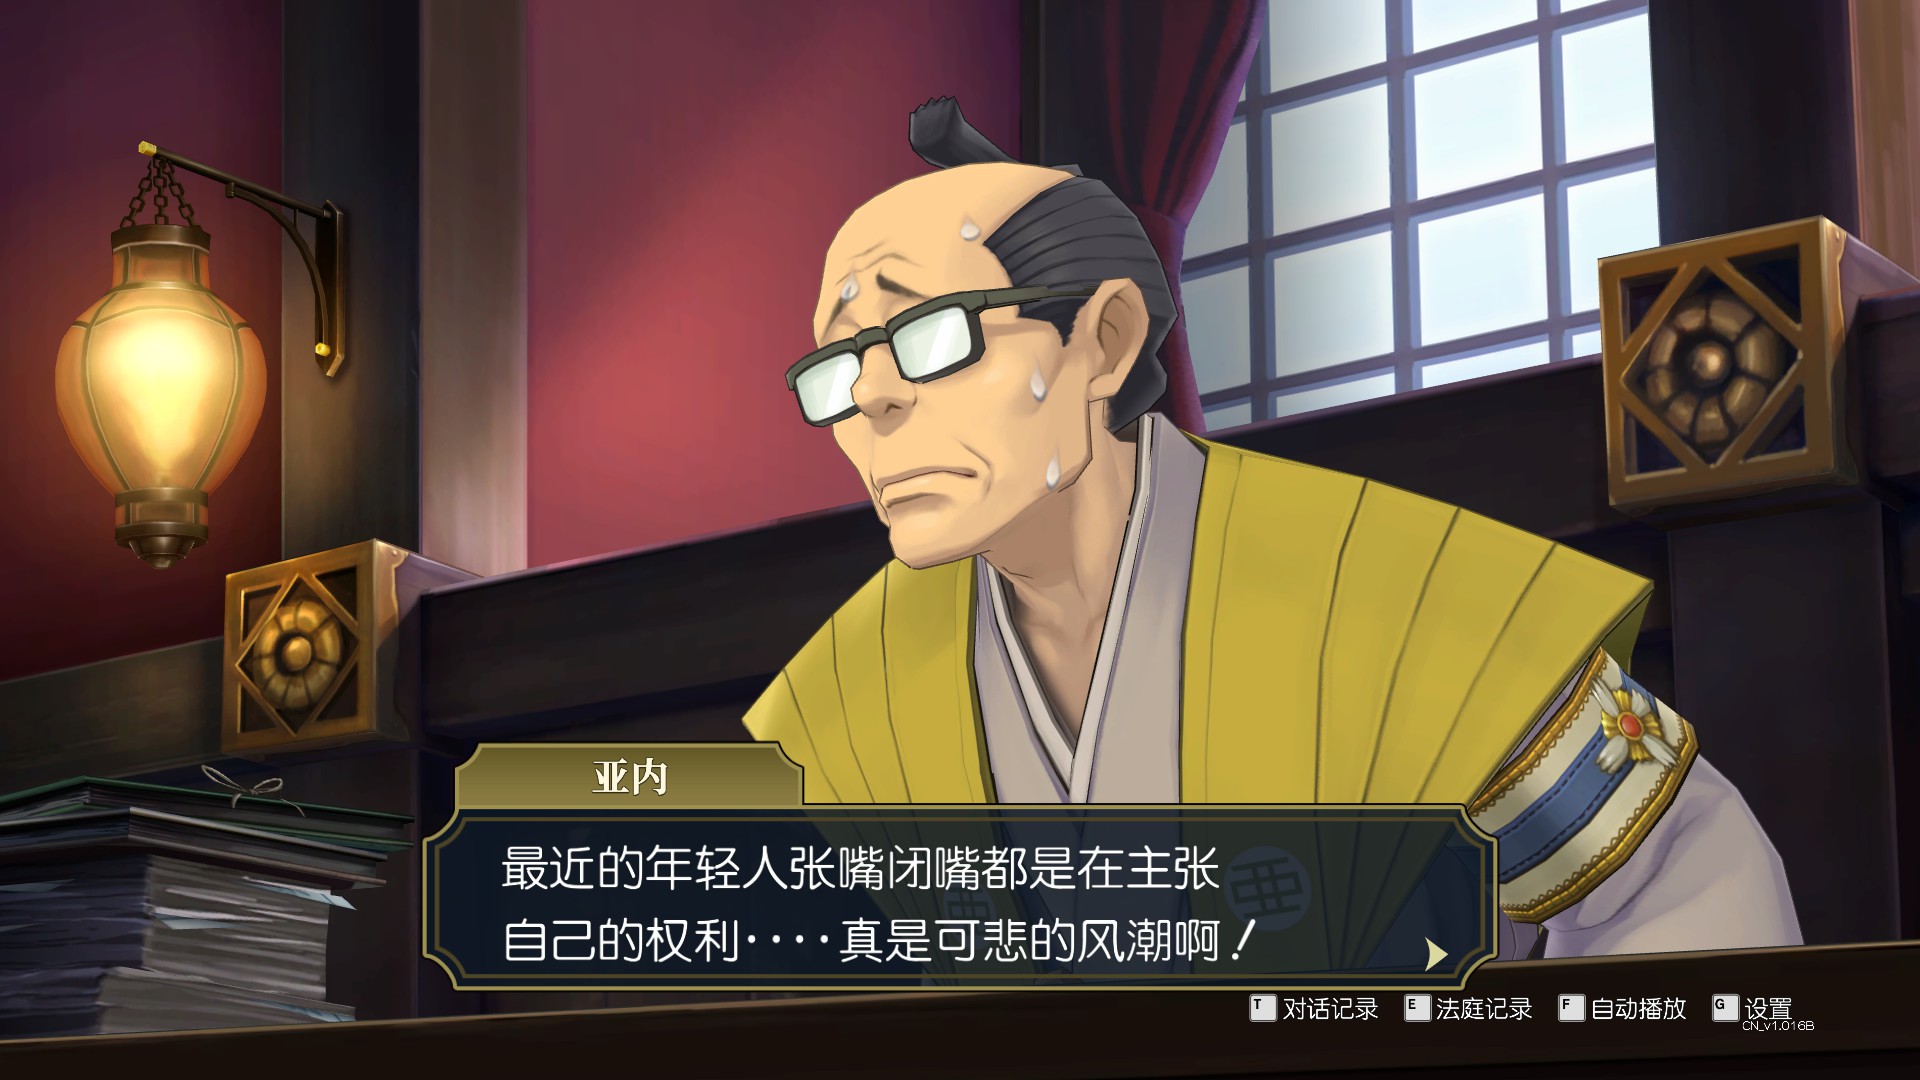 亚内
最近的年轻人张嘴闭嘴都是在主张
自己的权利····真是可悲的风潮啊！
亜 亜
T 对话记录 E 法庭记录 F 自动播放 G 设置
CN_v1.016B